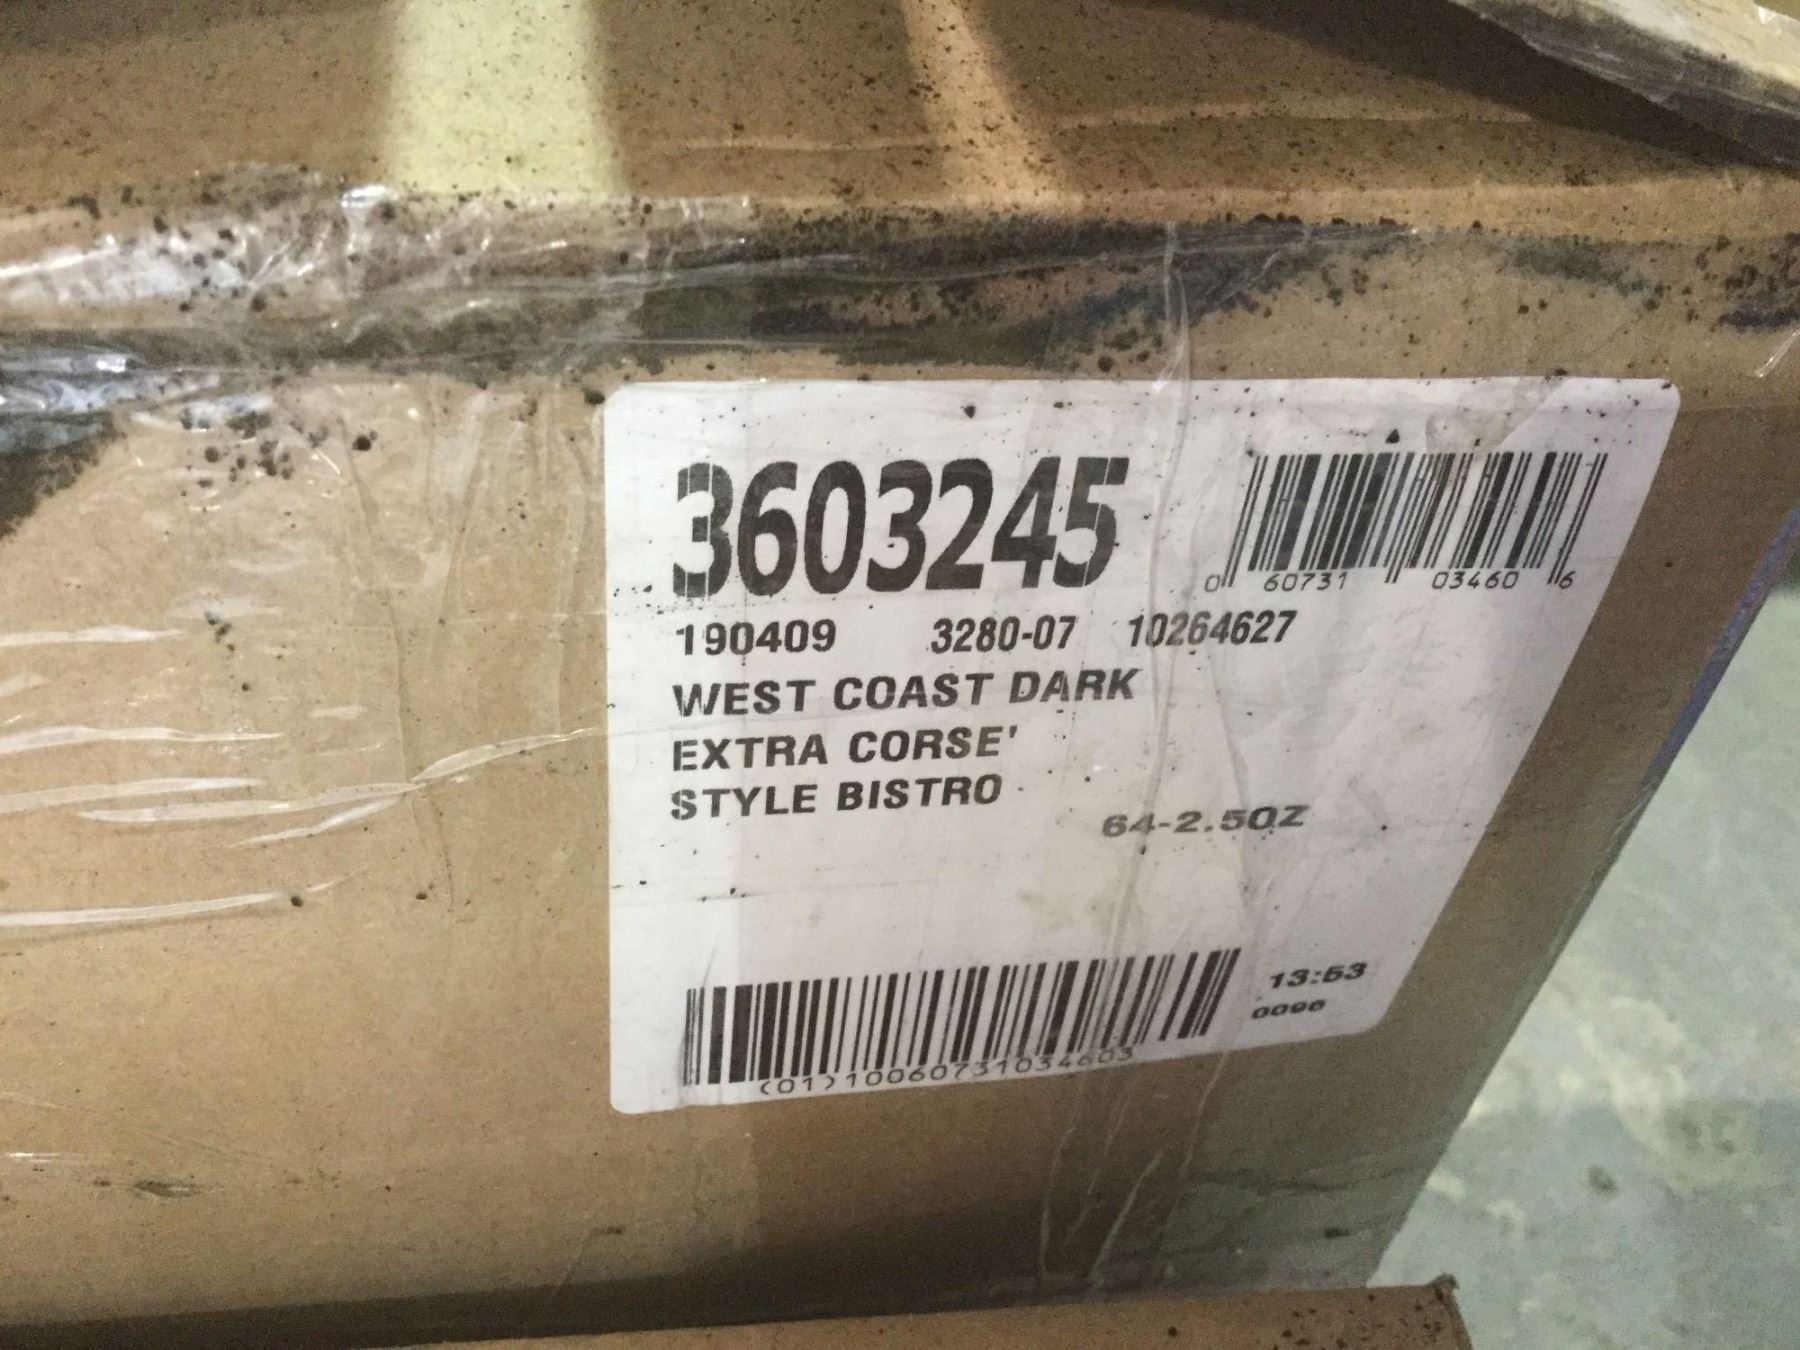 3603245
0 60731 03460 6
190409 3280-07 10264627
WEST COAST DARK
EXTRA CORSE'
STYLE BISTRO
64-2.5OZ
13:53
0096
(01)10060731034603